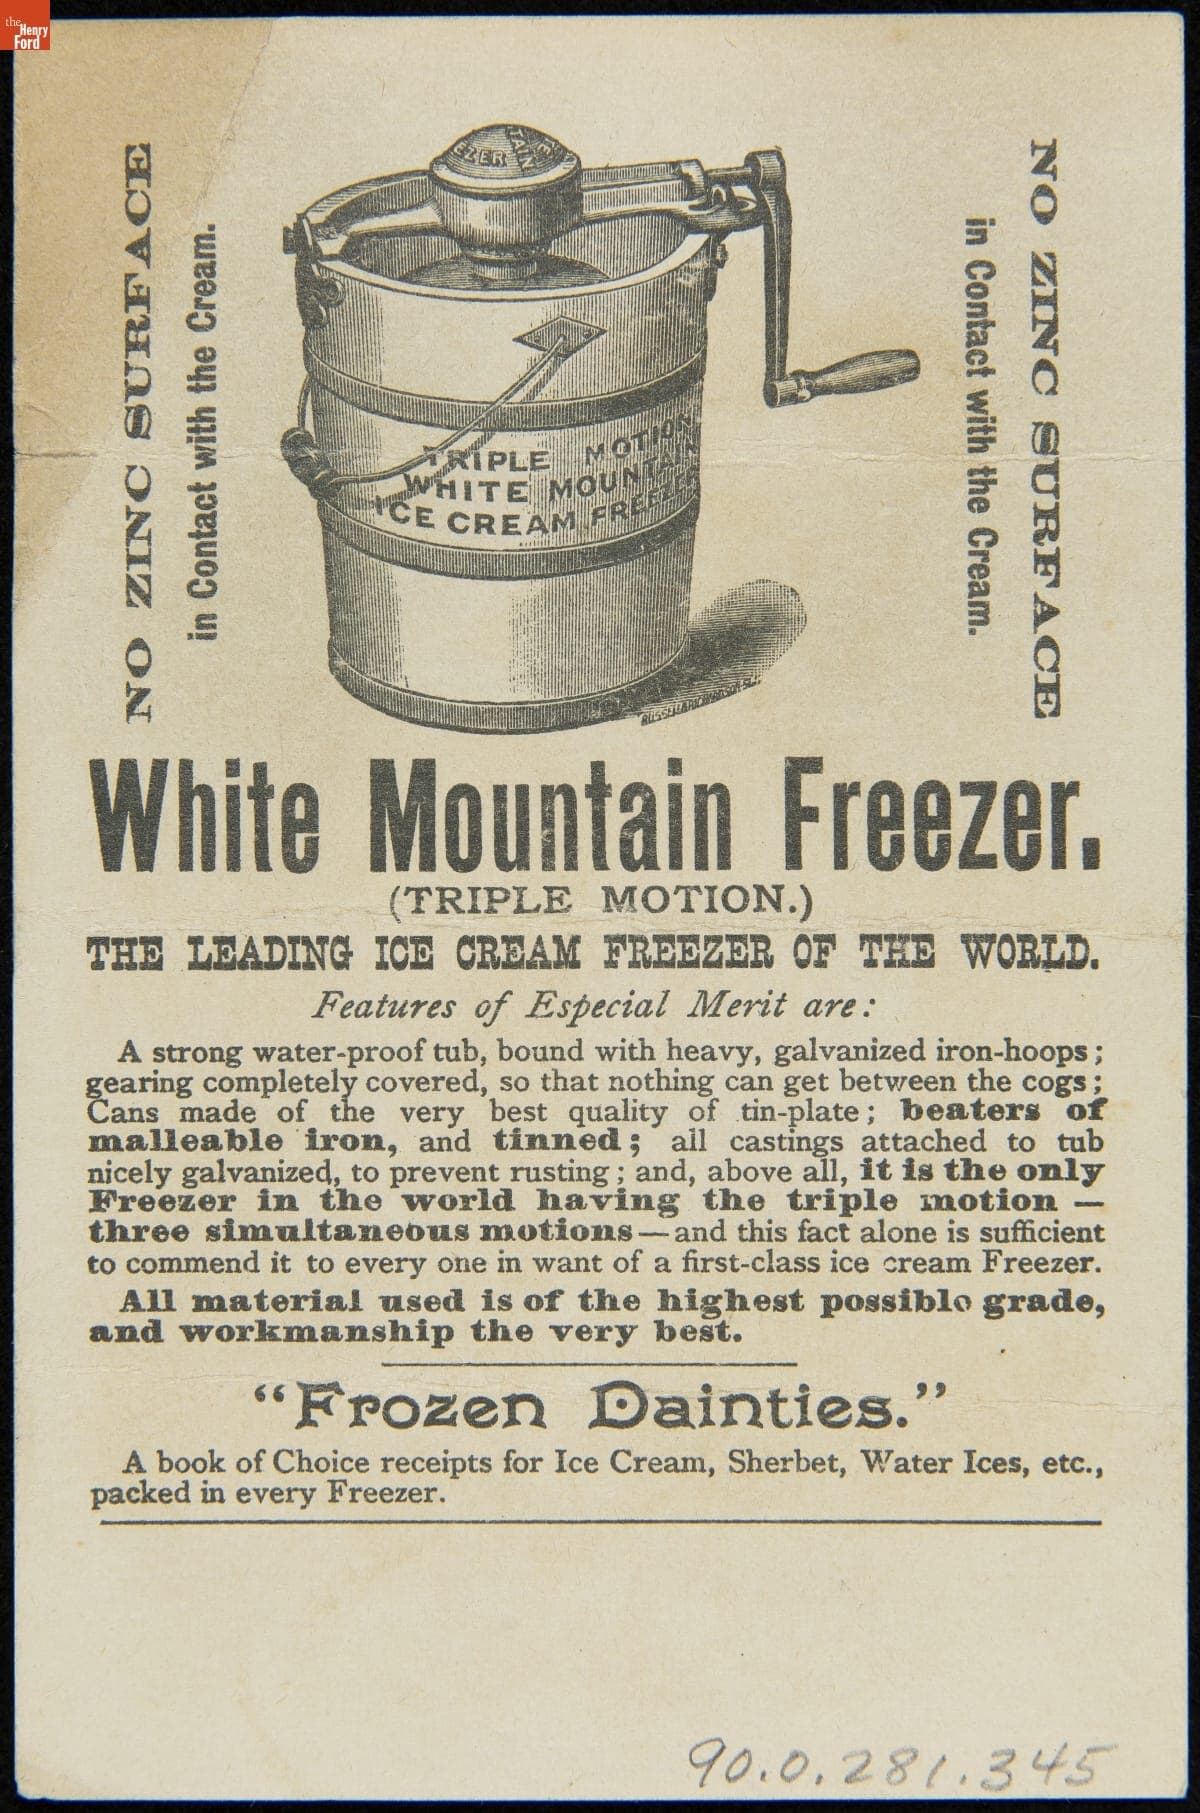 the
Henry
Ford
NO ZINC SURFACE
in Contact with the Cream.
NO ZINC SURFACE
in Contact with the Cream.
TRIPLE MOTION
WHITE MOUNTAIN
ICE CREAM FREEZER
White Mountain Freezer.
(TRIPLE MOTION.)
THE LEADING ICE CREAM FREEZER OF THE WORLD.
Features of Especial Merit are:
A strong water-proof tub, bound with heavy, galvanized iron-hoops;
gearing completely covered, so that nothing can get between the cogs;
Cans made of the very best quality of tin-plate; beaters of
malleable iron, and tinned; all castings attached to tub
nicely galvanized, to prevent rusting; and, above all, it is the only
Freezer in the world having the triple motion —
three simultaneous motions — and this fact alone is sufficient
to commend it to every one in want of a first-class ice cream Freezer.
All material used is of the highest possible grade,
and workmanship the very best.
"Frozen Dainties."
A book of Choice receipts for Ice Cream, Sherbet, Water Ices, etc.,
packed in every Freezer.
90.0.281.345